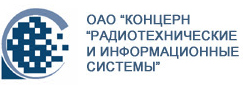 ОАО “КОНЦЕРН
“РАДИОТЕХНИЧЕСКИЕ
И ИНФОРМАЦИОННЫЕ
СИСТЕМЫ”